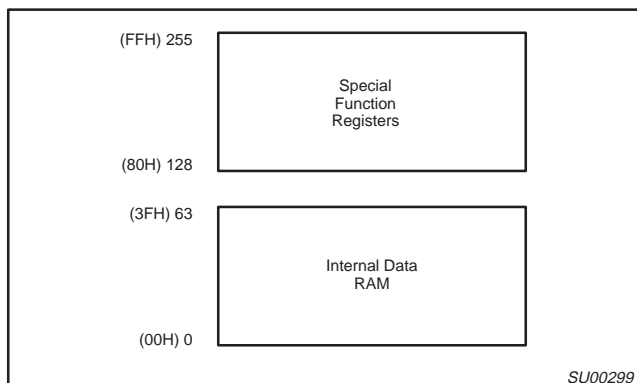 (FFH) 255
Special
Function
Registers
(80H) 128
(3FH) 63
Internal Data
RAM
(00H) 0
SU00299